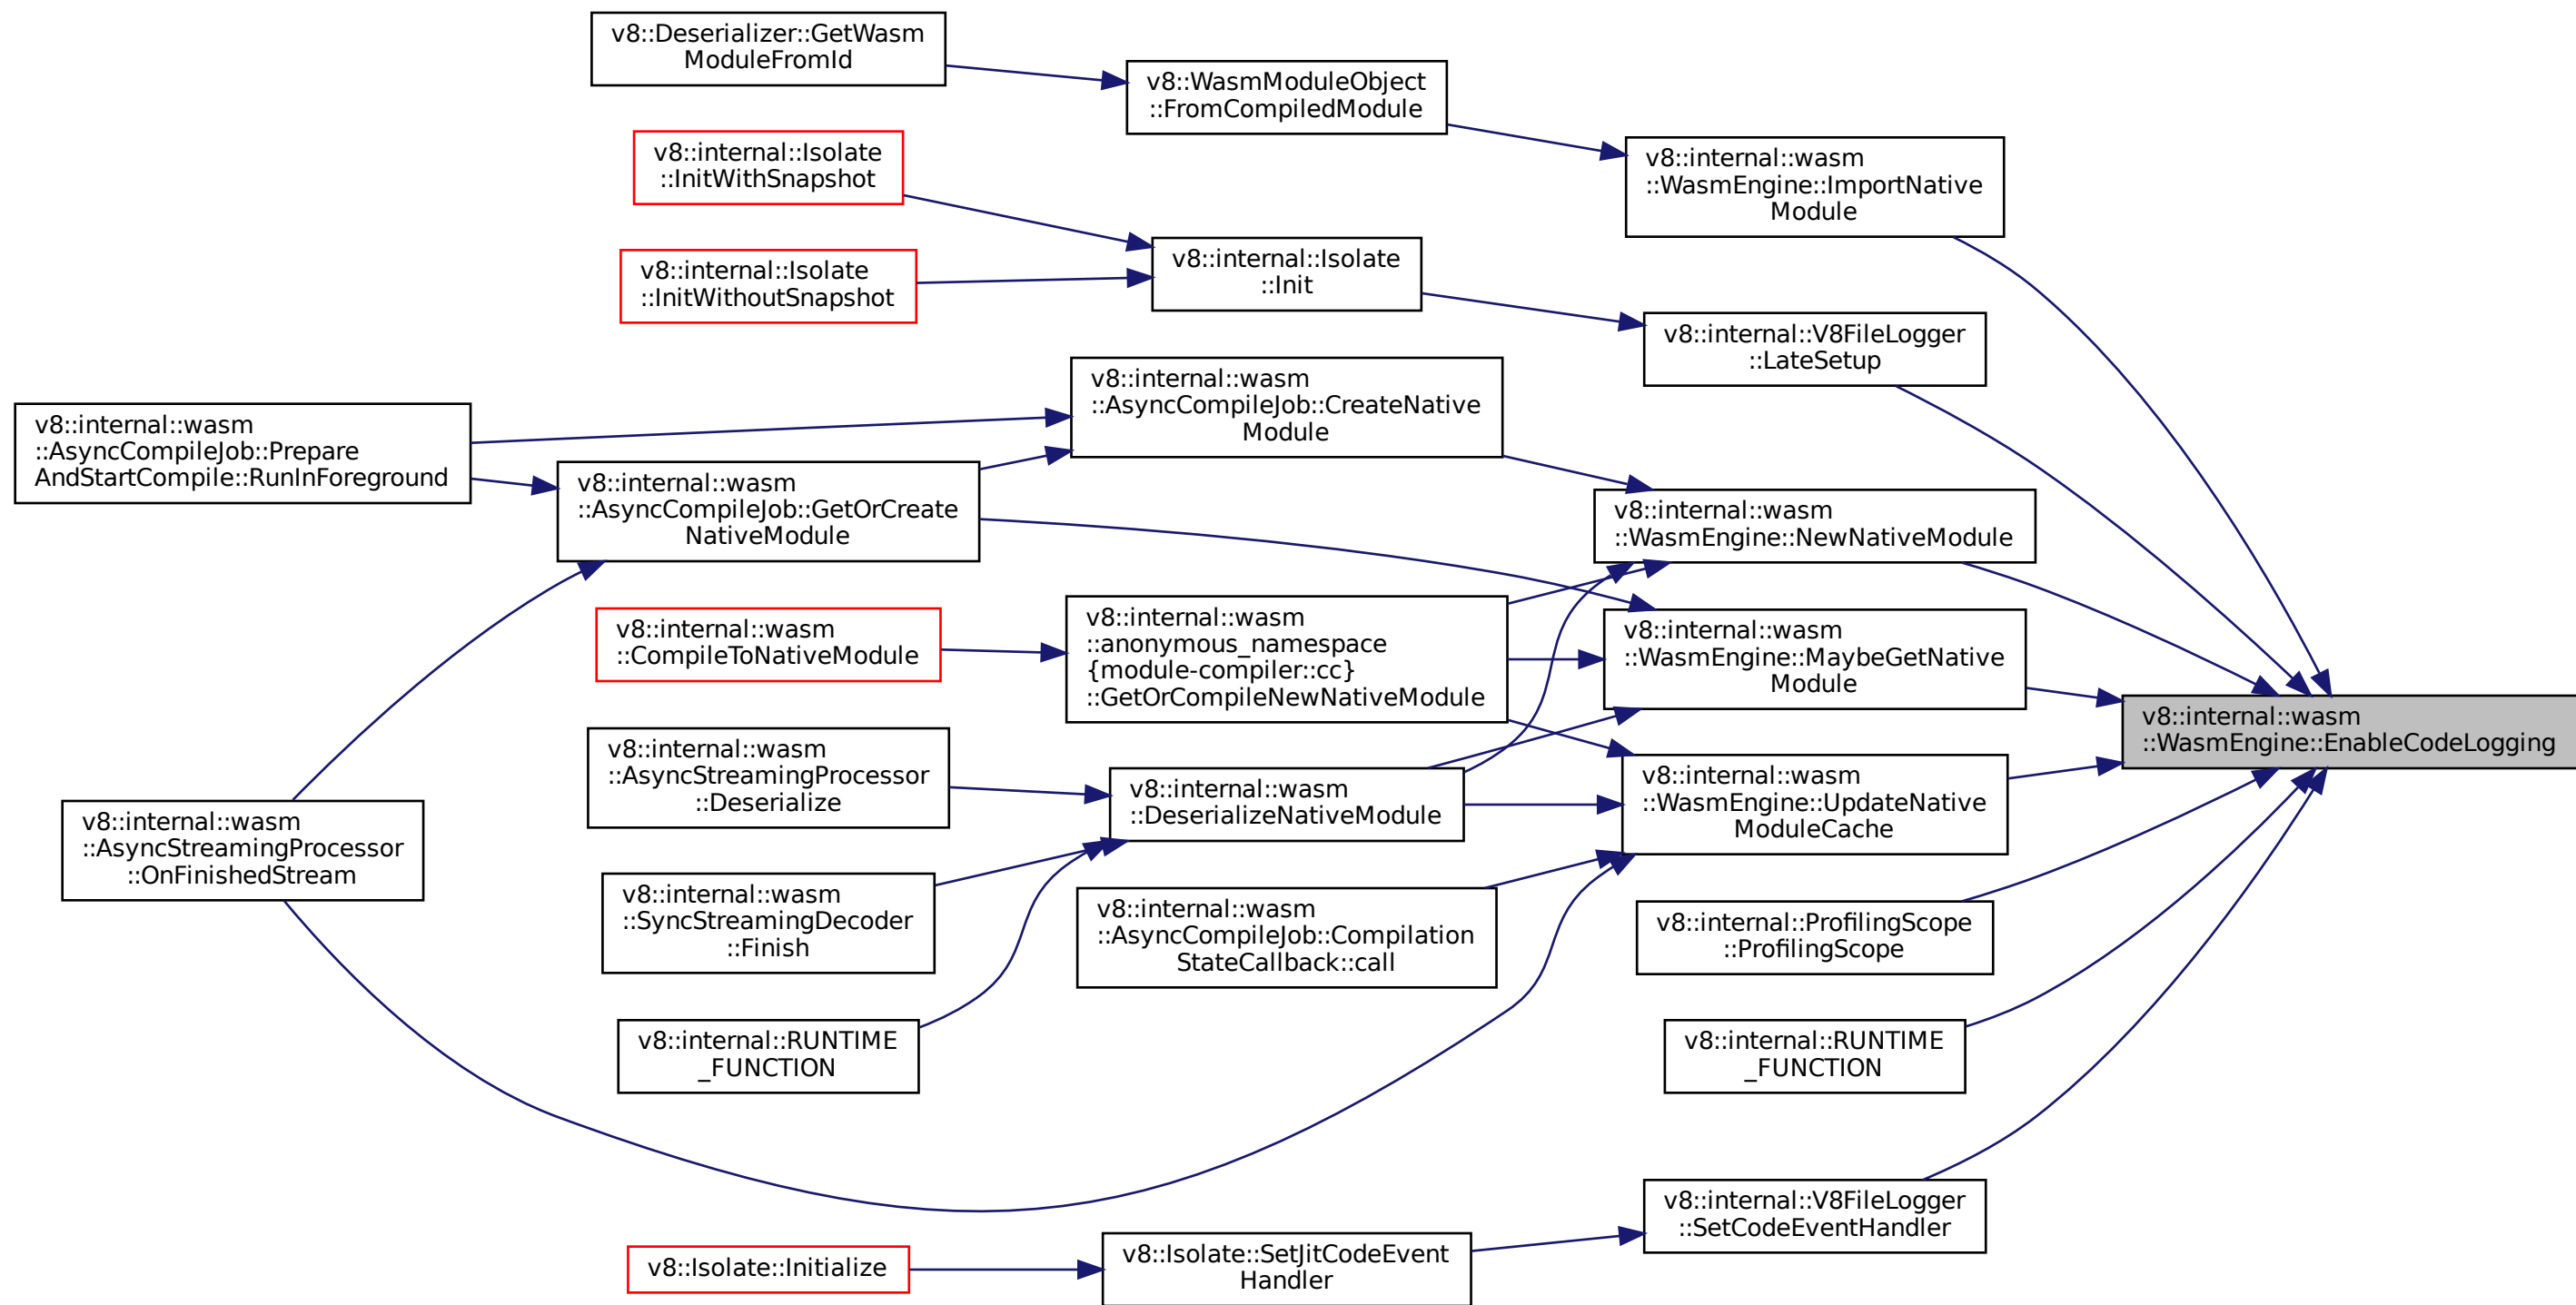 v8::Deserializer::GetWasm
ModuleFromId
v8::WasmModuleObject
::FromCompiledModule
v8::internal::Isolate
::InitWithSnapshot
v8::internal::wasm
::WasmEngine::ImportNative
Module
v8::internal::Isolate
::InitWithoutSnapshot
v8::internal::Isolate
::Init
v8::internal::V8FileLogger
::LateSetup
v8::internal::wasm
::AsyncCompileJob::CreateNative
Module
v8::internal::wasm
::AsyncCompileJob::Prepare
AndStartCompile::RunInForeground
v8::internal::wasm
::AsyncCompileJob::GetOrCreate
NativeModule
v8::internal::wasm
::WasmEngine::NewNativeModule
v8::internal::wasm
::CompileToNativeModule
v8::internal::wasm
::anonymous_namespace
{module-compiler::cc}
::GetOrCompileNewNativeModule
v8::internal::wasm
::WasmEngine::MaybeGetNative
Module
v8::internal::wasm
::WasmEngine::EnableCodeLogging
v8::internal::wasm
::AsyncStreamingProcessor
::Deserialize
v8::internal::wasm
::DeserializeNativeModule
v8::internal::wasm
::WasmEngine::UpdateNative
ModuleCache
v8::internal::wasm
::AsyncStreamingProcessor
::OnFinishedStream
v8::internal::wasm
::SyncStreamingDecoder
::Finish
v8::internal::wasm
::AsyncCompileJob::Compilation
StateCallback::call
v8::internal::ProfilingScope
::ProfilingScope
v8::internal::RUNTIME
_FUNCTION
v8::internal::RUNTIME
_FUNCTION
v8::internal::V8FileLogger
::SetCodeEventHandler
v8::Isolate::Initialize
v8::Isolate::SetJitCodeEvent
Handler